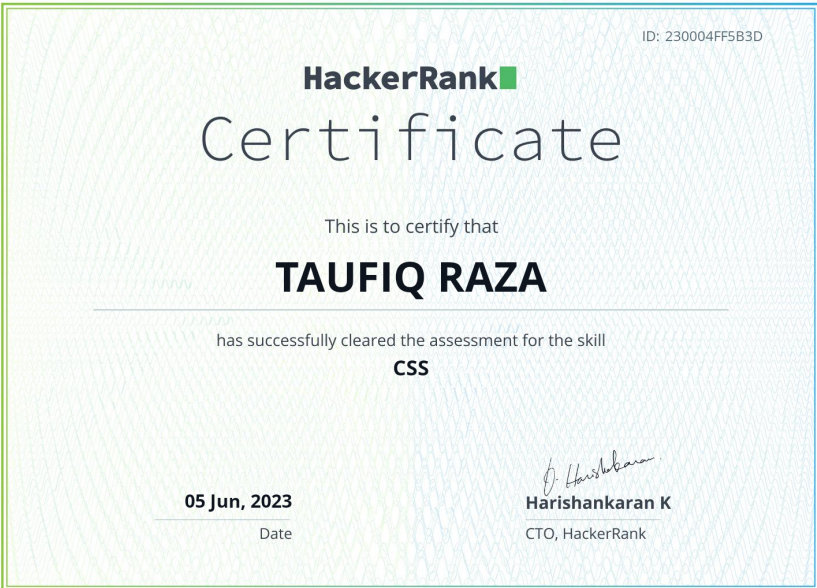 ID: 230004FF5B3D
HackerRank
Certificate
This is to certify that
TAUFIQ RAZA
has successfully cleared the assessment for the skill
CSS
05 Jun, 2023
Date
Harishankaran K
CTO, HackerRank